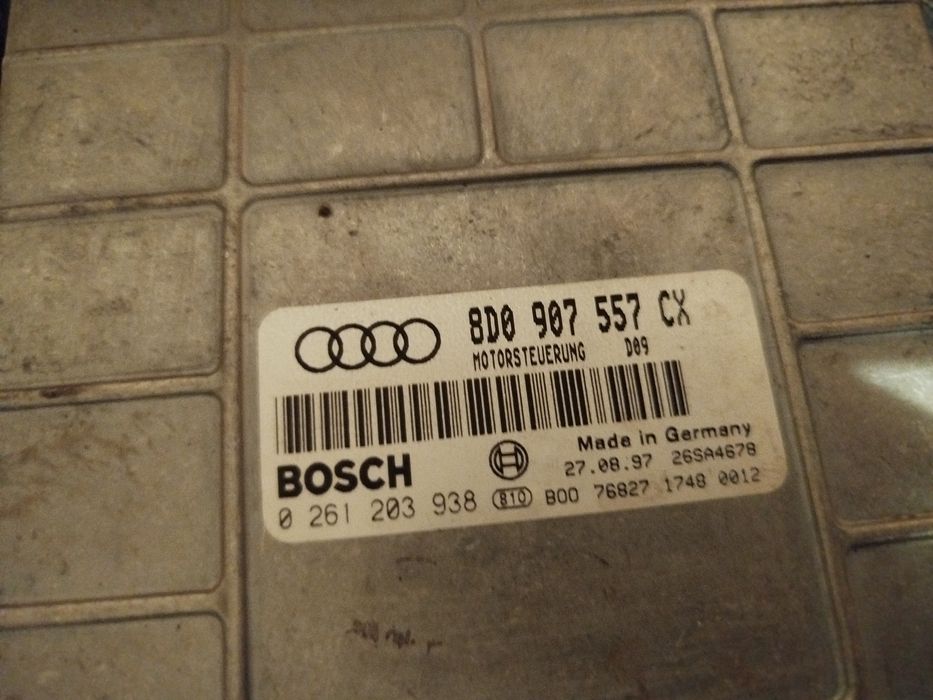 8D0 907 557 CX
MOTORSTEUERUNG D09
Made in Germany
BOSCH 27.08.97 26SA4678
0 261 203 938 810 B00 76827 1748 0012